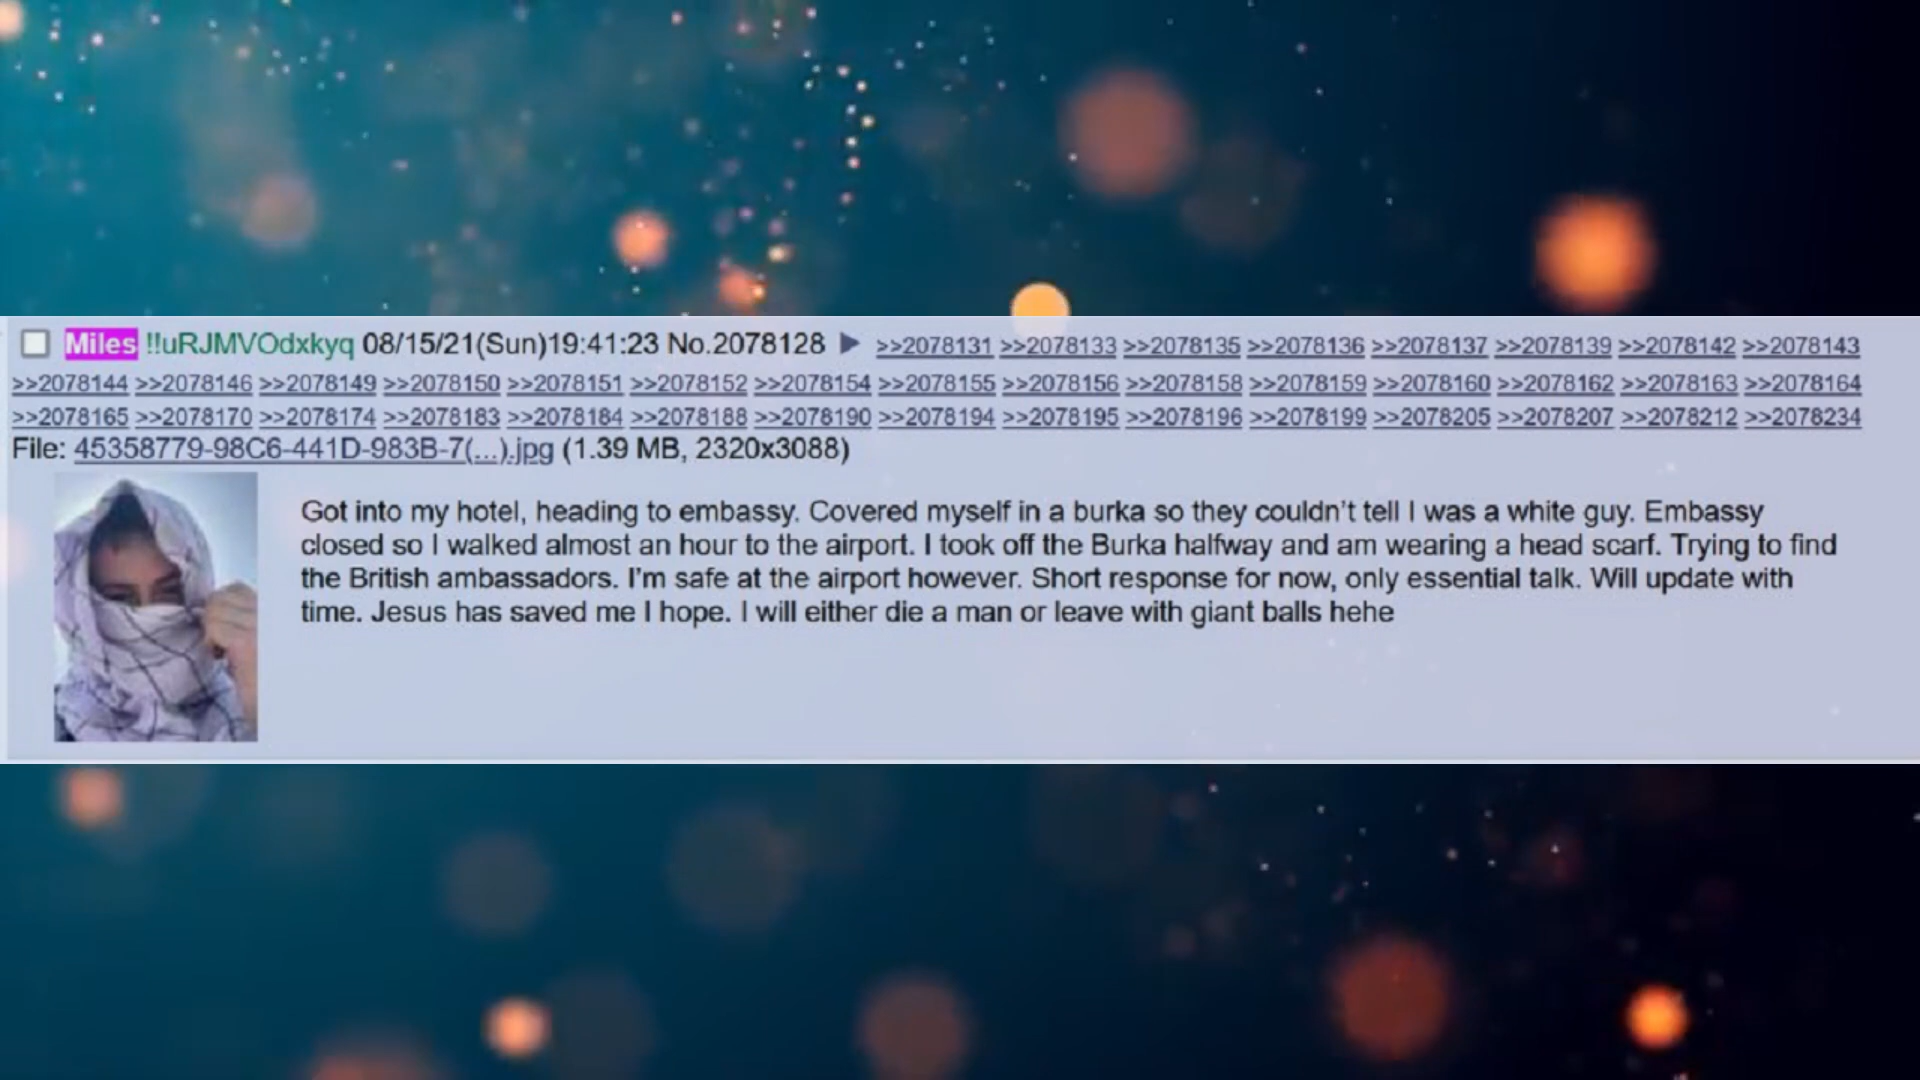 Miles !!uRJMVOdxkyq 08/15/21(Sun)19:41:23 No.2078128 ▶ >>2078131 >>2078133 >>2078135 >>2078136 >>2078137 >>2078139 >>2078142 >>2078143
>>2078144 >>2078146 >>2078149 >>2078150 >>2078151 >>2078152 >>2078154 >>2078155 >>2078156 >>2078158 >>2078159 >>2078160 >>2078162 >>2078163 >>2078164
>>2078165 >>2078170 >>2078174 >>2078183 >>2078184 >>2078188 >>2078190 >>2078194 >>2078195 >>2078196 >>2078199 >>2078205 >>2078207 >>2078212 >>2078234
File: 45358779-98C6-441D-983B-7(...).jpg (1.39 MB, 2320x3088)
Got into my hotel, heading to embassy. Covered myself in a burka so they couldn't tell I was a white guy. Embassy
closed so I walked almost an hour to the airport. I took off the Burka halfway and am wearing a head scarf. Trying to find
the British ambassadors. I'm safe at the airport however. Short response for now, only essential talk. Will update with
time. Jesus has saved me I hope. I will either die a man or leave with giant balls hehe